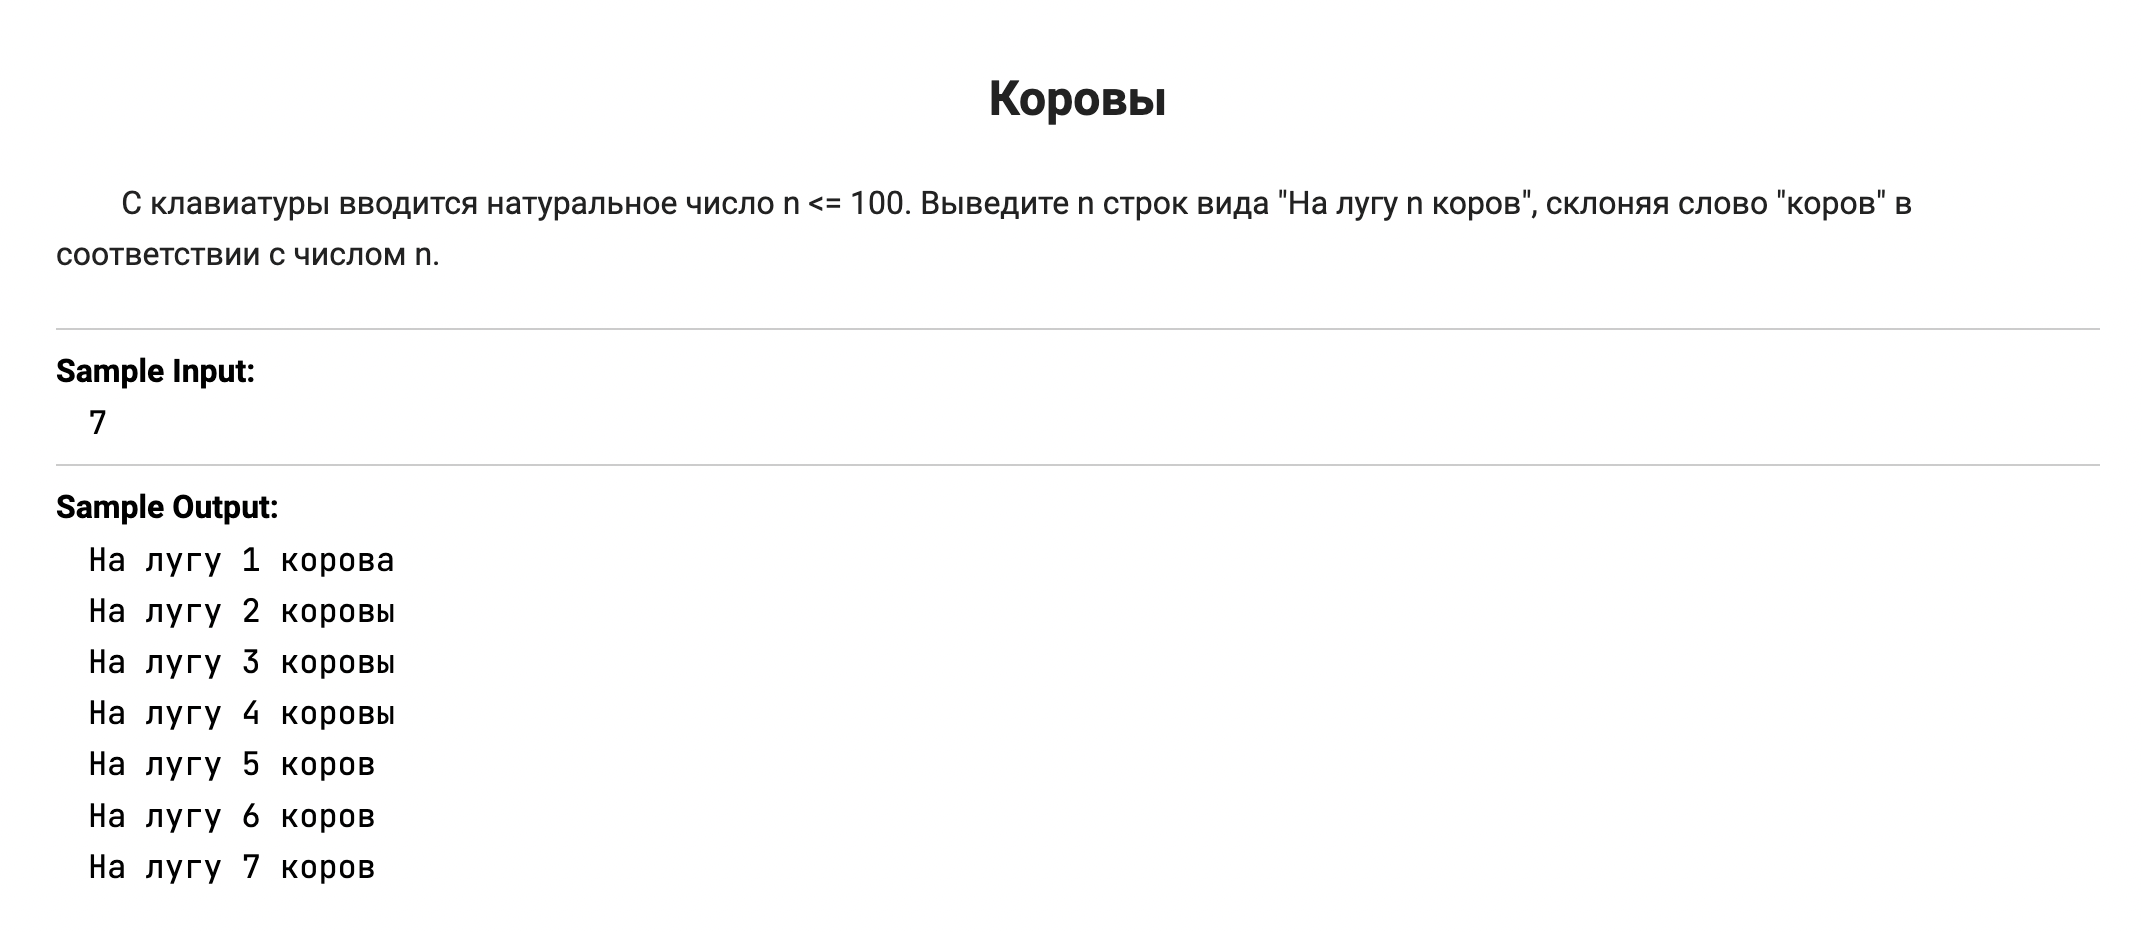 Коровы
С клавиатуры вводится натуральное число n <= 100. Выведите n строк вида "На лугу n коров", склоняя слово "коров" в
соответствии с числом n.
Sample Input:
7
Sample Output:
На лугу 1 корова
На лугу 2 коровы
На лугу 3 коровы
На лугу 4 коровы
На лугу 5 коров
На лугу 6 коров
На лугу 7 коров